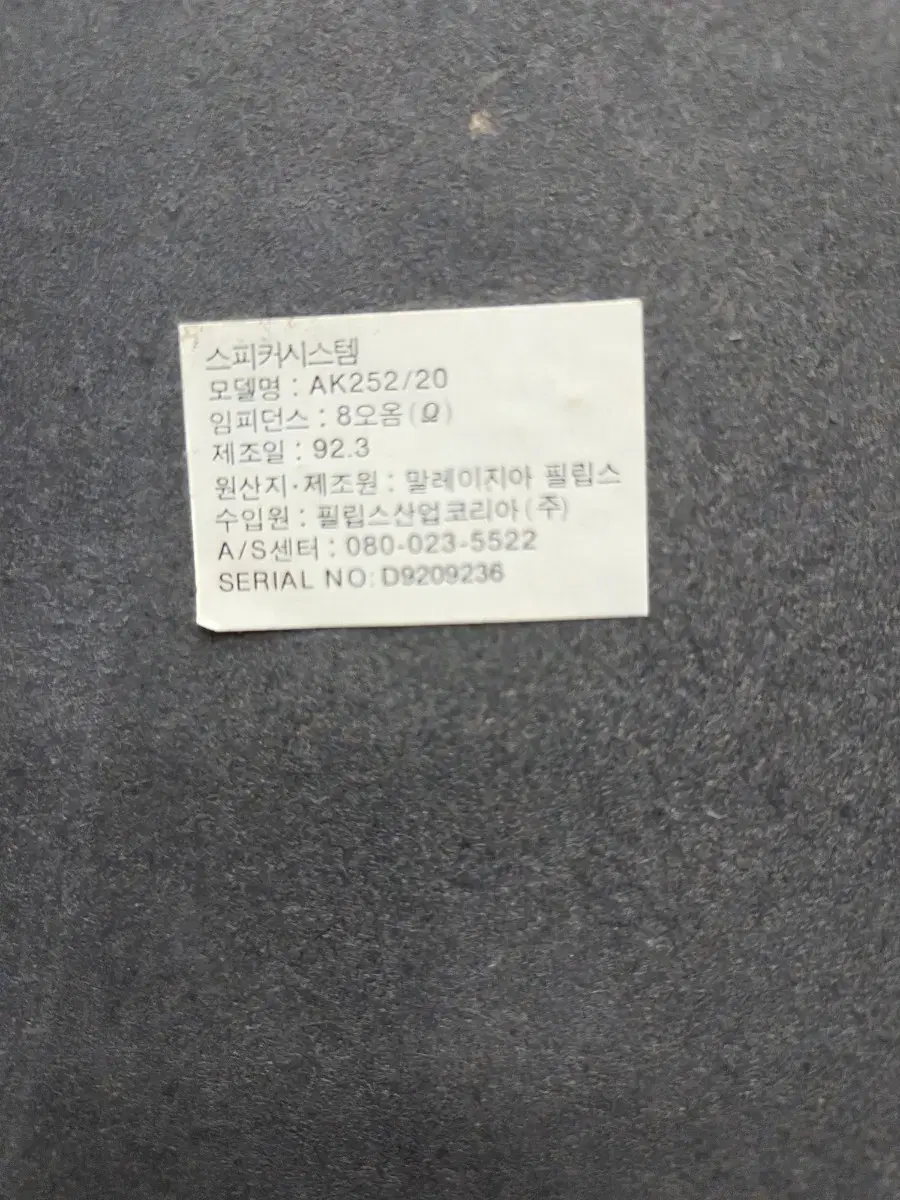 스피커시스템
모델명 : AK252/20
임피던스 : 8오옴(Ω)
제조일 : 92.3
원산지·제조원 : 말레이지아 필립스
수입원 : 필립스산업코리아(주)
A/S센터 : 080-023-5522
SERIAL NO: D9209236